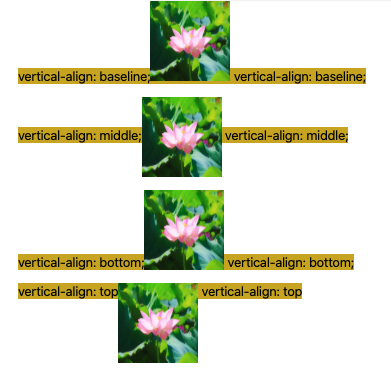 vertical-align: baseline; vertical-align: baseline;
vertical-align: middle; vertical-align: middle;
vertical-align: bottom; vertical-align: bottom;
vertical-align: top vertical-align: top